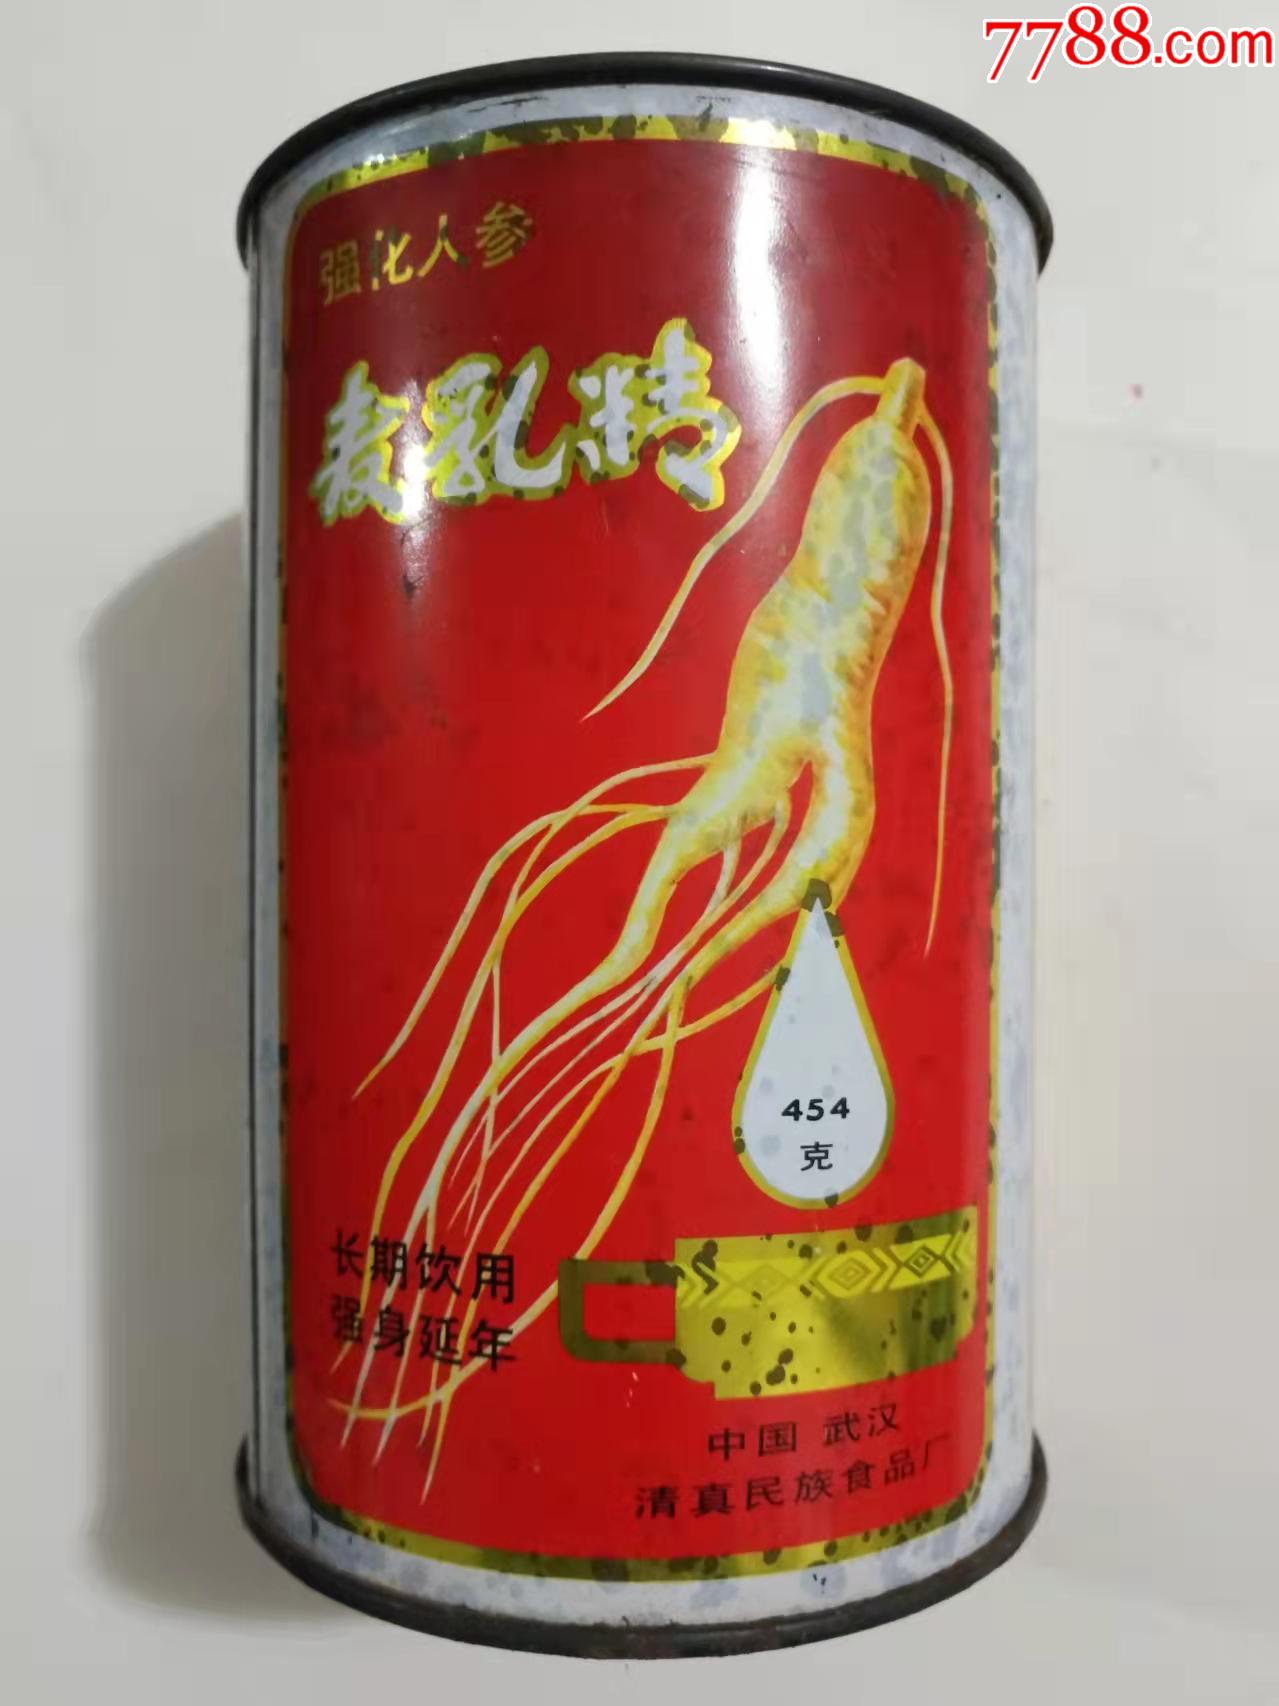 7788.com
强化人参
麦乳精
454
克
长期饮用
强身延年
中国 武汉
清真民族食品厂